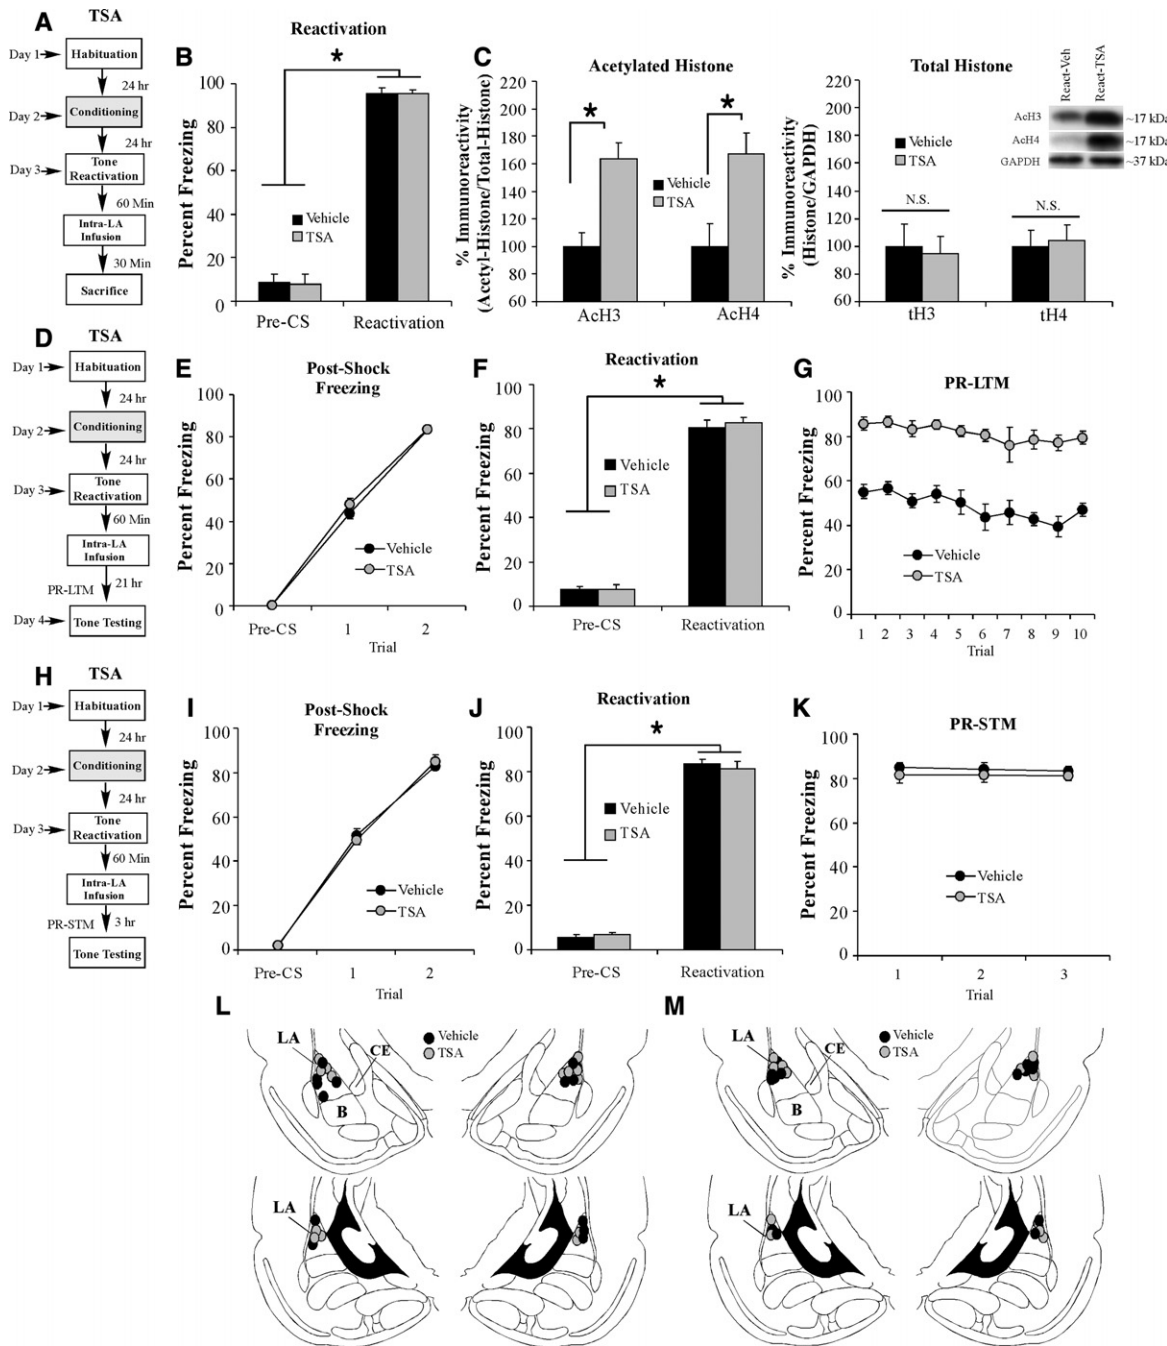 A
TSA
Day 1
Habituation
24 hr
Day 2
Conditioning
24 hr
Day 3
Tone
Reactivation
60 Min
Intra-LA
Infusion
30 Min
Sacrifice
B
Reactivation
*
100
80
60
40
20
0
Percent Freezing
Vehicle
TSA
Pre-CS
Reactivation
C
Acetylated Histone
220
200
180
160
140
120
100
80
60
% Immunoreactivity
(Acetyl-Histone/Total-Histone)
*
*
Vehicle
TSA
AcH3
AcH4
Total Histone
220
200
180
160
140
120
100
80
60
% Immunoreactivity
(Histone/GAPDH)
Vehicle
TSA
N.S.
N.S.
tH3
tH4
React-Veh
React-TSA
AcH3
~17 kDa
AcH4
~17 kDa
GAPDH
~37 kDa
D
TSA
Day 1
Habituation
24 hr
Day 2
Conditioning
24 hr
Day 3
Tone
Reactivation
60 Min
Intra-LA
Infusion
PR-LTM
21 hr
Day 4
Tone Testing
E
Post-Shock
Freezing
100
80
60
40
20
0
Percent Freezing
Vehicle
TSA
Pre-CS
1
2
Trial
F
Reactivation
*
100
80
60
40
20
0
Percent Freezing
Vehicle
TSA
Pre-CS
Reactivation
G
PR-LTM
100
80
60
40
20
0
Percent Freezing
Vehicle
TSA
1 2 3 4 5 6 7 8 9 10
Trial
H
TSA
Day 1
Habituation
24 hr
Day 2
Conditioning
24 hr
Day 3
Tone
Reactivation
60 Min
Intra-LA
Infusion
PR-STM
3 hr
Tone Testing
I
Post-Shock
Freezing
100
80
60
40
20
0
Percent Freezing
Vehicle
TSA
Pre-CS
1
2
Trial
J
Reactivation
*
100
80
60
40
20
0
Percent Freezing
Vehicle
TSA
Pre-CS
Reactivation
K
PR-STM
100
80
60
40
20
0
Percent Freezing
Vehicle
TSA
1
2
3
Trial
L
Vehicle
TSA
LA
CE
B
LA
M
Vehicle
TSA
LA
CE
B
LA